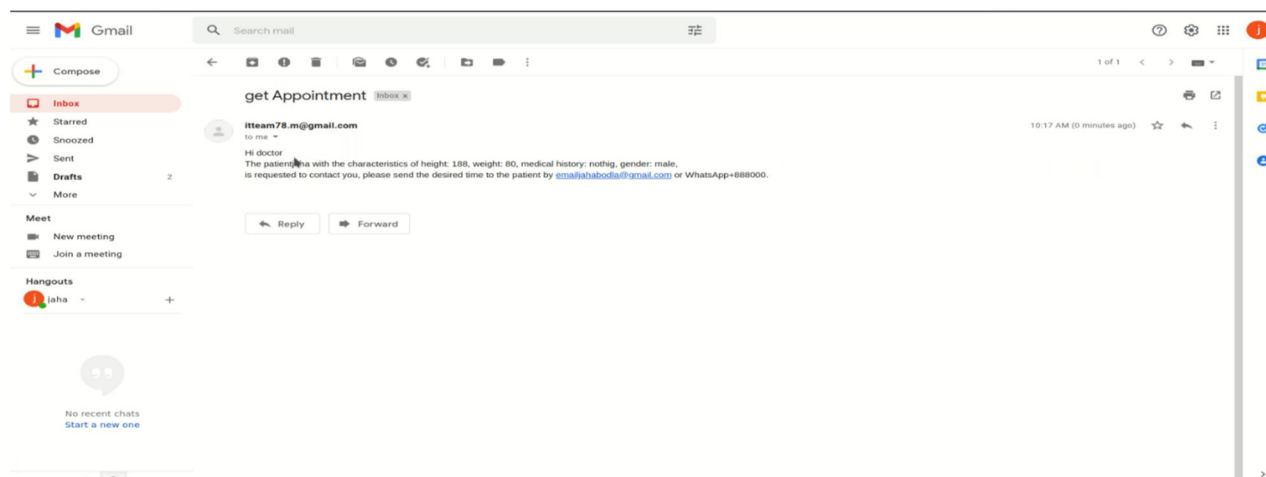 Gmail
Search mail
Compose
1 of 1
get Appointment Inbox x
Inbox
Starred
Snoozed
Sent
Drafts 2
More
itteam78.m@gmail.com
10:17 AM (0 minutes ago)
to me
Hi doctor
The patient with the characteristics of height: 188, weight: 80, medical history: nothig, gender: male,
is requested to contact you, please send the desired time to the patient by emailjahabodla@gmail.com or WhatsApp+888000.
Reply
Forward
Meet
New meeting
Join a meeting
Hangouts
j jaha
No recent chats
Start a new one
j